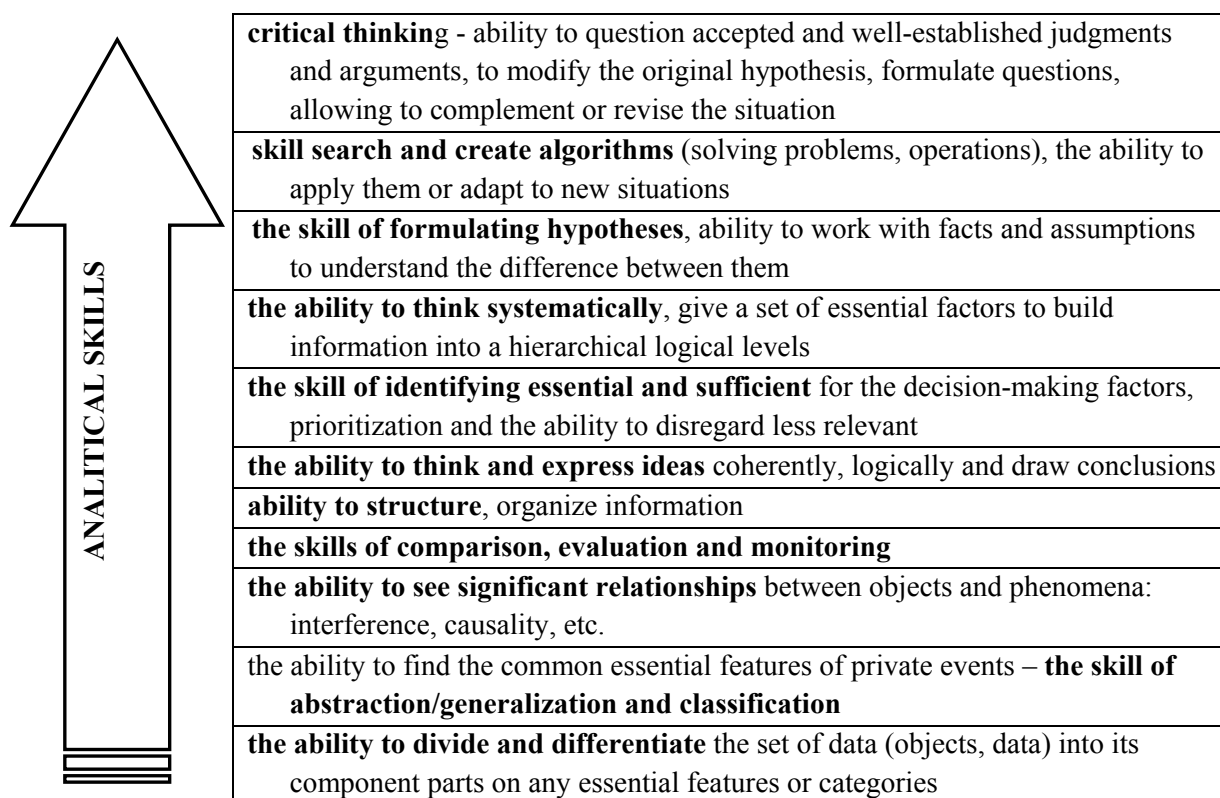 critical thinking - ability to question accepted and well-established judgments
and arguments, to modify the original hypothesis, formulate questions,
allowing to complement or revise the situation
skill search and create algorithms (solving problems, operations), the ability to
apply them or adapt to new situations
the skill of formulating hypotheses, ability to work with facts and assumptions
to understand the difference between them
the ability to think systematically, give a set of essential factors to build
information into a hierarchical logical levels
the skill of identifying essential and sufficient for the decision-making factors,
prioritization and the ability to disregard less relevant
the ability to think and express ideas coherently, logically and draw conclusions
ability to structure, organize information
the skills of comparison, evaluation and monitoring
the ability to see significant relationships between objects and phenomena:
interference, causality, etc.
the ability to find the common essential features of private events – the skill of
abstraction/generalization and classification
the ability to divide and differentiate the set of data (objects, data) into its
component parts on any essential features or categories
ANALITICAL SKILLS